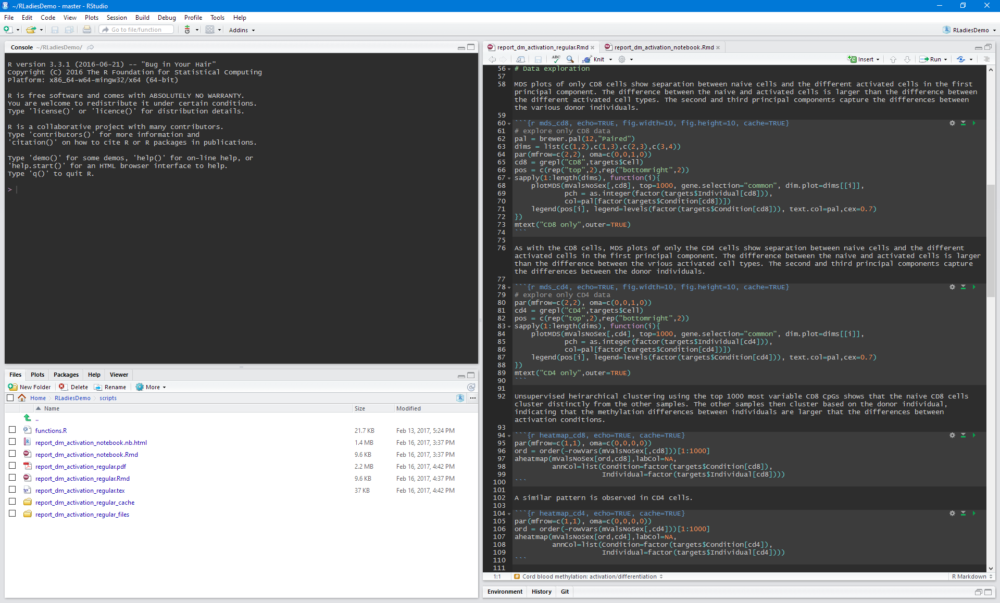 ~/RLadiesDemo - master - RStudio
File Edit Code View Plots Session Build Debug Profile Tools Help
Go to file/function Addins RLadiesDemo
Console ~/RLadiesDemo/
R version 3.3.1 (2016-06-21) -- "Bug in Your Hair"
Copyright (C) 2016 The R Foundation for Statistical Computing
Platform: x86_64-w64-mingw32/x64 (64-bit)
R is free software and comes with ABSOLUTELY NO WARRANTY.
You are welcome to redistribute it under certain conditions.
Type 'license()' or 'licence()' for distribution details.
R is a collaborative project with many contributors.
Type 'contributors()' for more information and
'citation()' on how to cite R or R packages in publications.
Type 'demo()' for some demos, 'help()' for on-line help, or
'help.start()' for an HTML browser interface to help.
Type 'q()' to quit R.
>
Files Plots Packages Help Viewer
New Folder Delete Rename More
Home RLadiesDemo scripts
Name Size Modified
..
functions.R 21.7 KB Feb 13, 2017, 5:24 PM
report_dm_activation_notebook.nb.html 1.4 MB Feb 16, 2017, 3:37 PM
report_dm_activation_notebook.Rmd 9.6 KB Feb 16, 2017, 3:37 PM
report_dm_activation_regular.pdf 2.2 MB Feb 16, 2017, 4:42 PM
report_dm_activation_regular.Rmd 9.6 KB Feb 16, 2017, 4:37 PM
report_dm_activation_regular.tex 37 KB Feb 16, 2017, 4:42 PM
report_dm_activation_regular_cache
report_dm_activation_regular_files
report_dm_activation_regular.Rmd report_dm_activation_notebook.Rmd
ABC Knit Insert Run
56 # Data exploration
57
58 MDS plots of only CD8 cells show separation between naive cells and the different activated cells in the first
principal component. The difference between the naive and activated cells is larger than the difference between
the different activated cell types. The second and third principal components capture the differences between
the various donor individuals.
59
60 ```{r mds_cd8, echo=TRUE, fig.width=10, fig.height=10, cache=TRUE}
61 # explore only CD8 data
62 pal = brewer.pal(12,"Paired")
63 dims = list(c(1,2),c(1,3),c(2,3),c(3,4))
64 par(mfrow=c(2,2), oma=c(0,0,1,0))
65 cd8 = grepl("CD8",targets$Cell)
66 pos = c(rep("top",2),rep("bottomright",2))
67 sapply(1:length(dims), function(i){
68 plotMDS(mValsNoSex[,cd8], top=1000, gene.selection="common", dim.plot=dims[[i]],
69 pch = as.integer(factor(targets$Individual[cd8])),
70 col=pal[factor(targets$Condition[cd8])])
71 legend(pos[i], legend=levels(factor(targets$Condition[cd8])), text.col=pal,cex=0.7)
72 })
73 mtext("CD8 only",outer=TRUE)
74 ```
75
76 As with the CD8 cells, MDS plots of only the CD4 cells show separation between naive cells and the different
activated cells in the first principal component. The difference between the naive and activated cells is larger
than the difference between the vrious activated cell types. The second and third principal components capture
the differences between the donor individuals.
77
78 ```{r mds_cd4, echo=TRUE, fig.width=10, fig.height=10, cache=TRUE}
79 # explore only CD4 data
80 par(mfrow=c(2,2), oma=c(0,0,1,0))
81 cd4 = grepl("CD4",targets$Cell)
82 pos = c(rep("top",2),rep("bottomright",2))
83 sapply(1:length(dims), function(i){
84 plotMDS(mValsNoSex[,cd4], top=1000, gene.selection="common", dim.plot=dims[[i]],
85 pch = as.integer(factor(targets$Individual[cd4])),
86 col=pal[factor(targets$Condition[cd4])])
87 legend(pos[i], legend=levels(factor(targets$Condition[cd4])), text.col=pal,cex=0.7)
88 })
89 mtext("CD4 only",outer=TRUE)
90 ```
91
92 Unsupervised heirarchical clustering using the top 1000 most variable CD8 CpGs shows that the naive CD8 cells
cluster distinctly from the other samples. The other samples then cluster based on the donor individual,
indicating that the methylation differences between individuals are larger that the differences between
activation conditions.
93
94 ```{r heatmap_cd8, echo=TRUE, cache=TRUE}
95 par(mfrow=c(1,1), oma=c(0,0,0,0))
96 ord = order(-rowVars(mValsNoSex[,cd8]))[1:1000]
97 aheatmap(mValsNoSex[ord,cd8],labCol=NA,
98 annCol=list(Condition=factor(targets$Condition[cd8]),
99 Individual=factor(targets$Individual[cd8])))
100 ```
101
102 A similar pattern is observed in CD4 cells.
103
104 ```{r heatmap_cd4, echo=TRUE, cache=TRUE}
105 par(mfrow=c(1,1), oma=c(0,0,0,0))
106 ord = order(-rowVars(mValsNoSex[,cd4]))[1:1000]
107 aheatmap(mValsNoSex[ord,cd4],labCol=NA,
108 annCol=list(Condition=factor(targets$Condition[cd4]),
109 Individual=factor(targets$Individual[cd4])))
110 ```
111
1:1 # Cord blood methylation: activation/differentiation R Markdown
Environment History Git